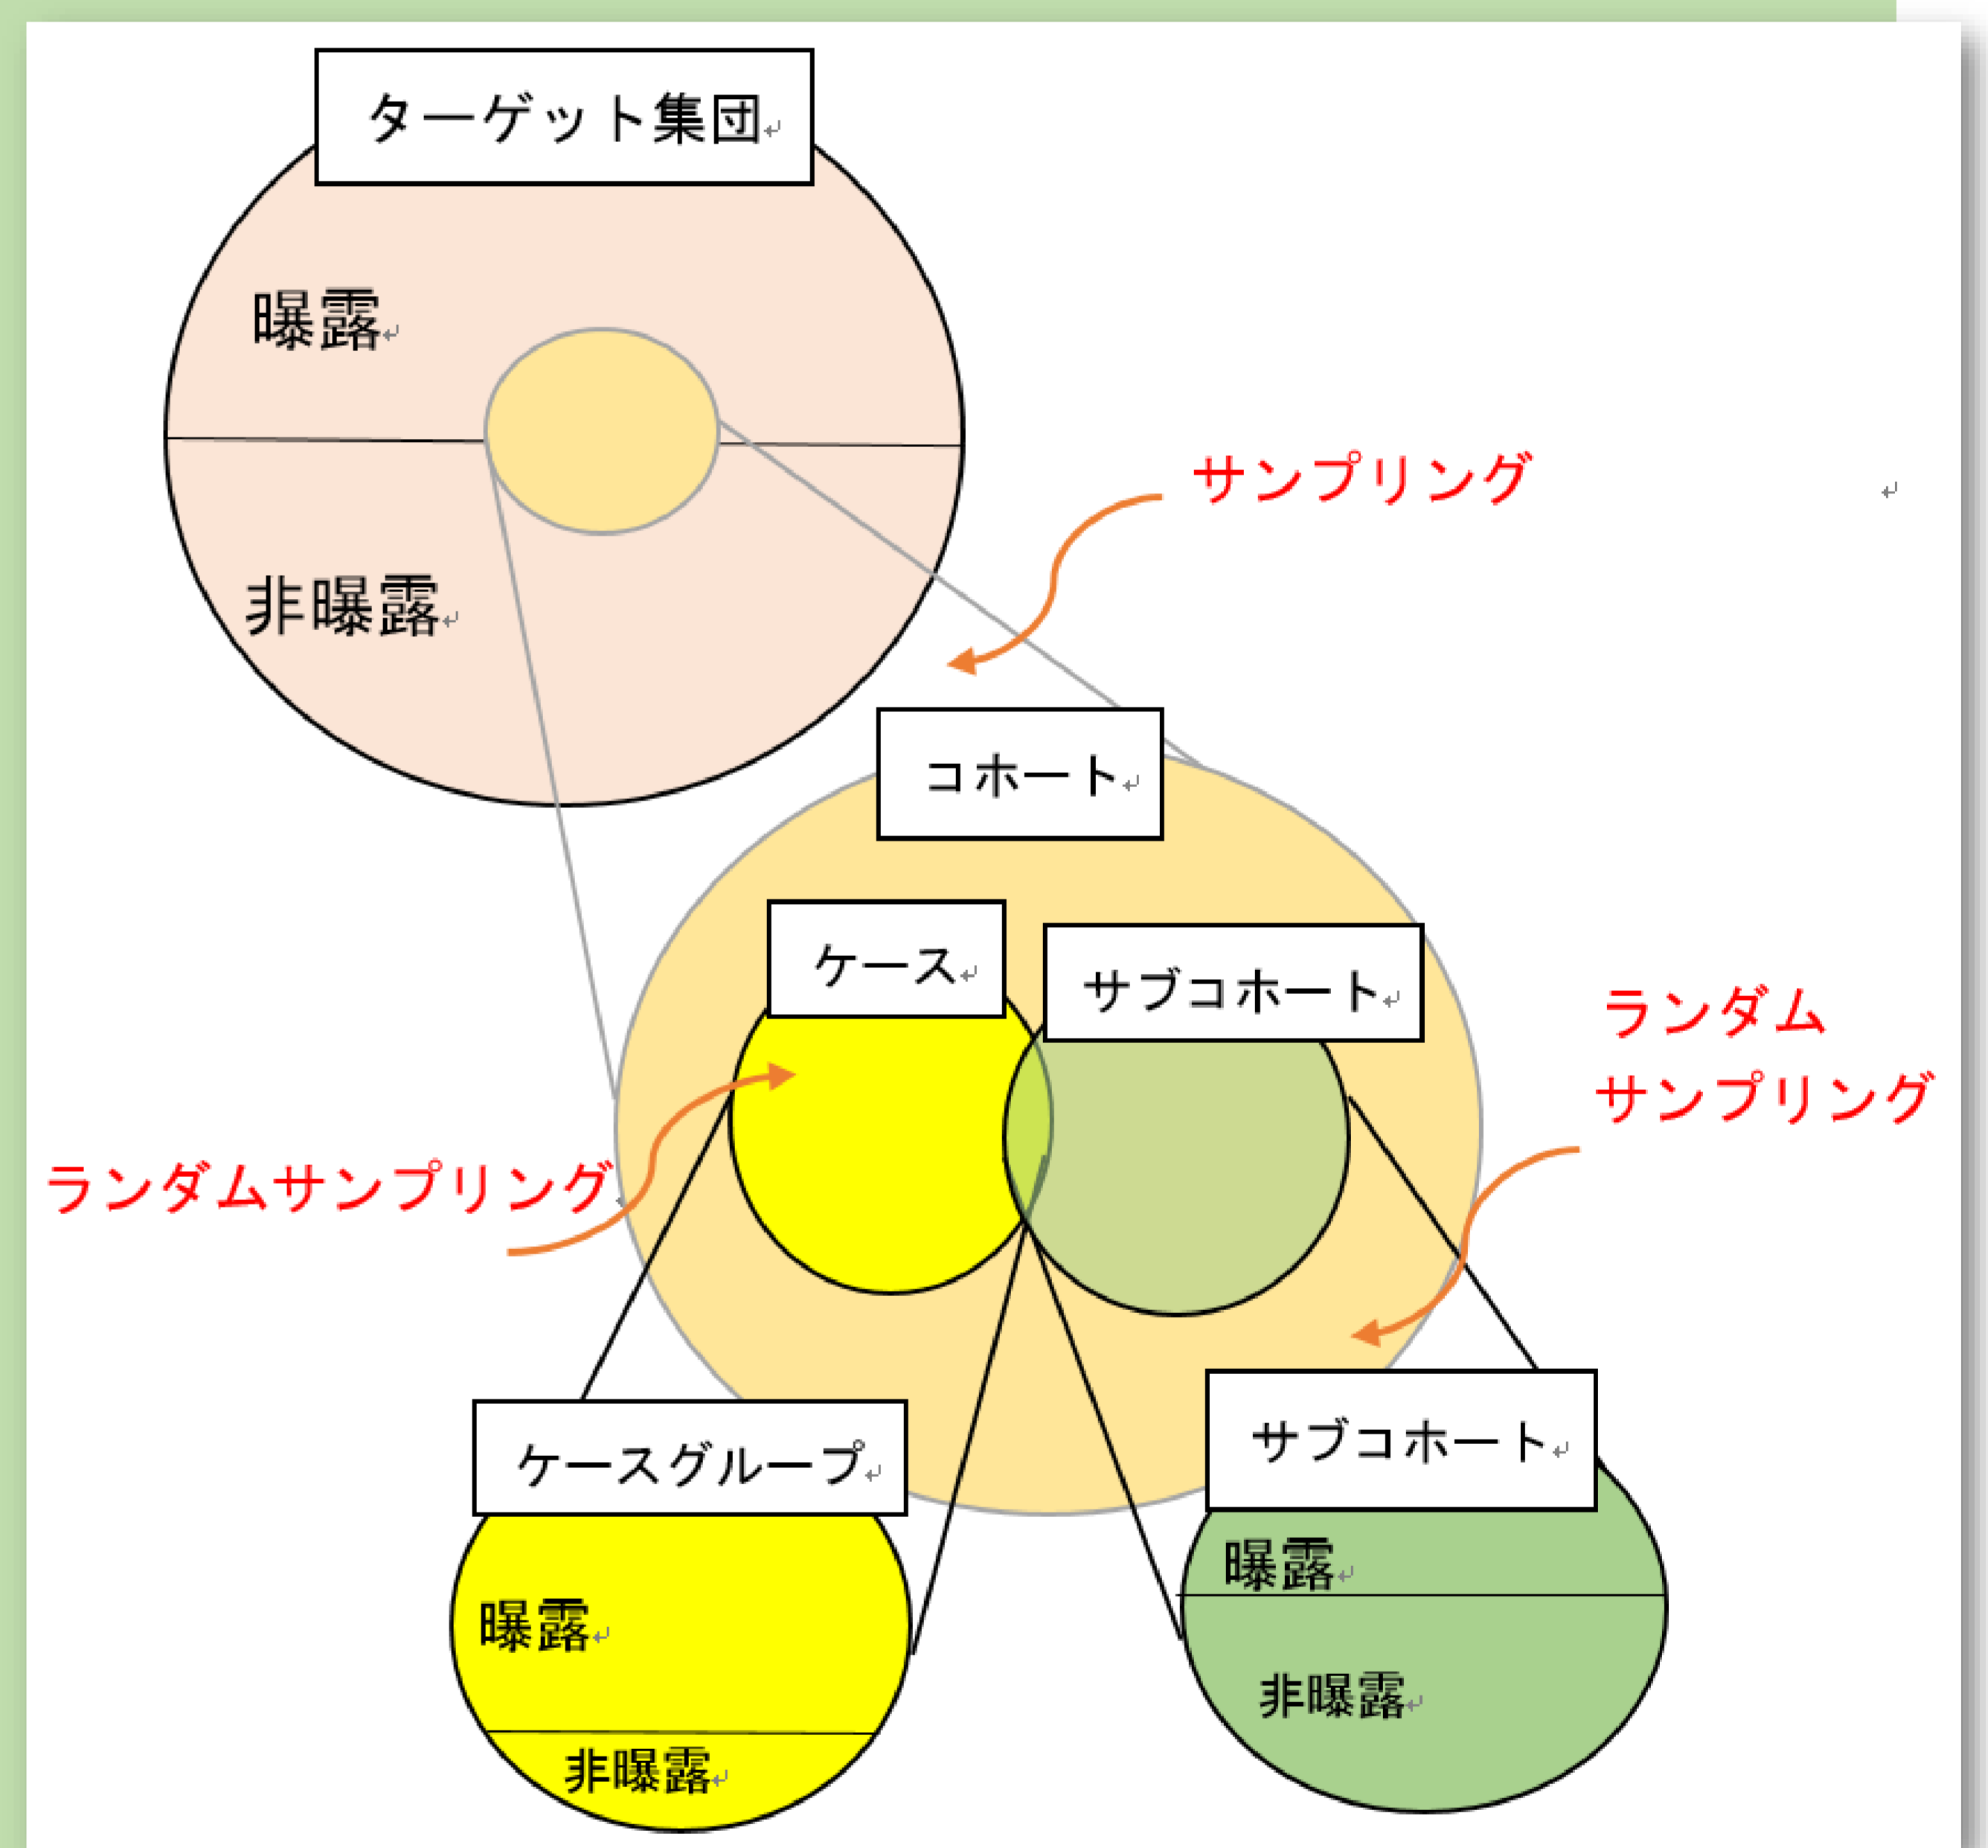 ターゲット集団
曝露
非曝露
サンプリング
コホート
ケース
サブコホート
ランダム
サンプリング
ランダムサンプリング
ケースグループ
サブコホート
曝露
非曝露
曝露
非曝露